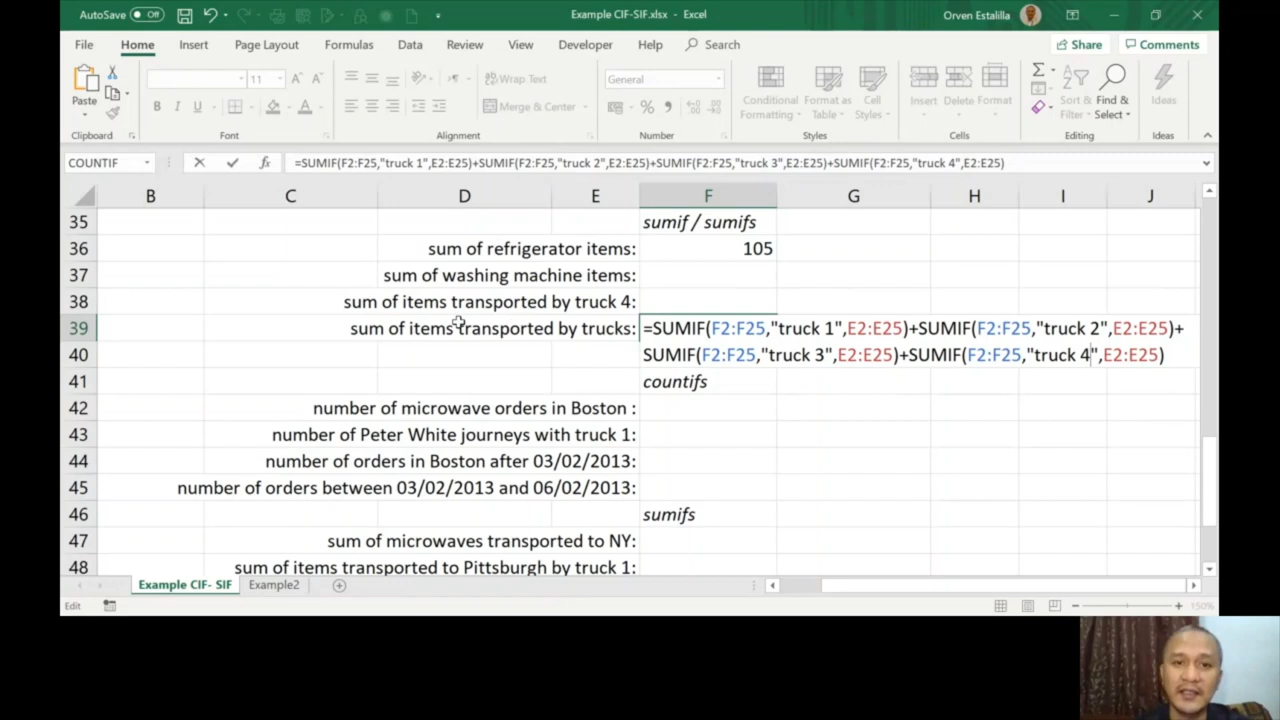 AutoSave Off Example CIF-SIF.xlsx - Excel Orven Estalilla
File Home Insert Page Layout Formulas Data Review View Developer Help Search Share Comments
Paste 11 Wrap Text General Conditional Formatting Format as Table Cell Styles Insert Delete Format Sort & Filter Find & Select Ideas
B I U Merge & Center
Clipboard Font Alignment Number Styles Cells Editing Ideas
COUNTIF fx =SUMIF(F2:F25,"truck 1",E2:E25)+SUMIF(F2:F25,"truck 2",E2:E25)+SUMIF(F2:F25,"truck 3",E2:E25)+SUMIF(F2:F25,"truck 4",E2:E25)
B C D E F G H I J
35 sumif / sumifs
36 sum of refrigerator items: 105
37 sum of washing machine items:
38 sum of items transported by truck 4:
39 sum of items transported by trucks: =SUMIF(F2:F25,"truck 1",E2:E25)+SUMIF(F2:F25,"truck 2",E2:E25)+
40 SUMIF(F2:F25,"truck 3",E2:E25)+SUMIF(F2:F25,"truck 4",E2:E25)
41 countifs
42 number of microwave orders in Boston :
43 number of Peter White journeys with truck 1:
44 number of orders in Boston after 03/02/2013:
45 number of orders between 03/02/2013 and 06/02/2013:
46 sumifs
47 sum of microwaves transported to NY:
48 sum of items transported to Pittsburgh by truck 1:
Example CIF- SIF Example2
Edit 150%